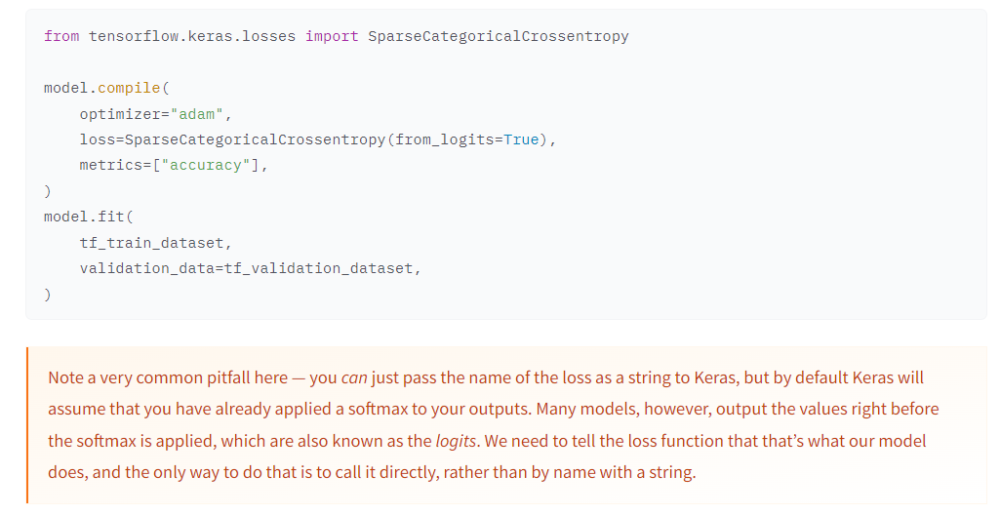 from tensorflow.keras.losses import SparseCategoricalCrossentropy

model.compile(
    optimizer="adam",
    loss=SparseCategoricalCrossentropy(from_logits=True),
    metrics=["accuracy"],
)
model.fit(
    tf_train_dataset,
    validation_data=tf_validation_dataset,
)

Note a very common pitfall here — you can just pass the name of the loss as a string to Keras, but by default Keras will
assume that you have already applied a softmax to your outputs. Many models, however, output the values right before
the softmax is applied, which are also known as the logits. We need to tell the loss function that that’s what our model
does, and the only way to do that is to call it directly, rather than by name with a string.